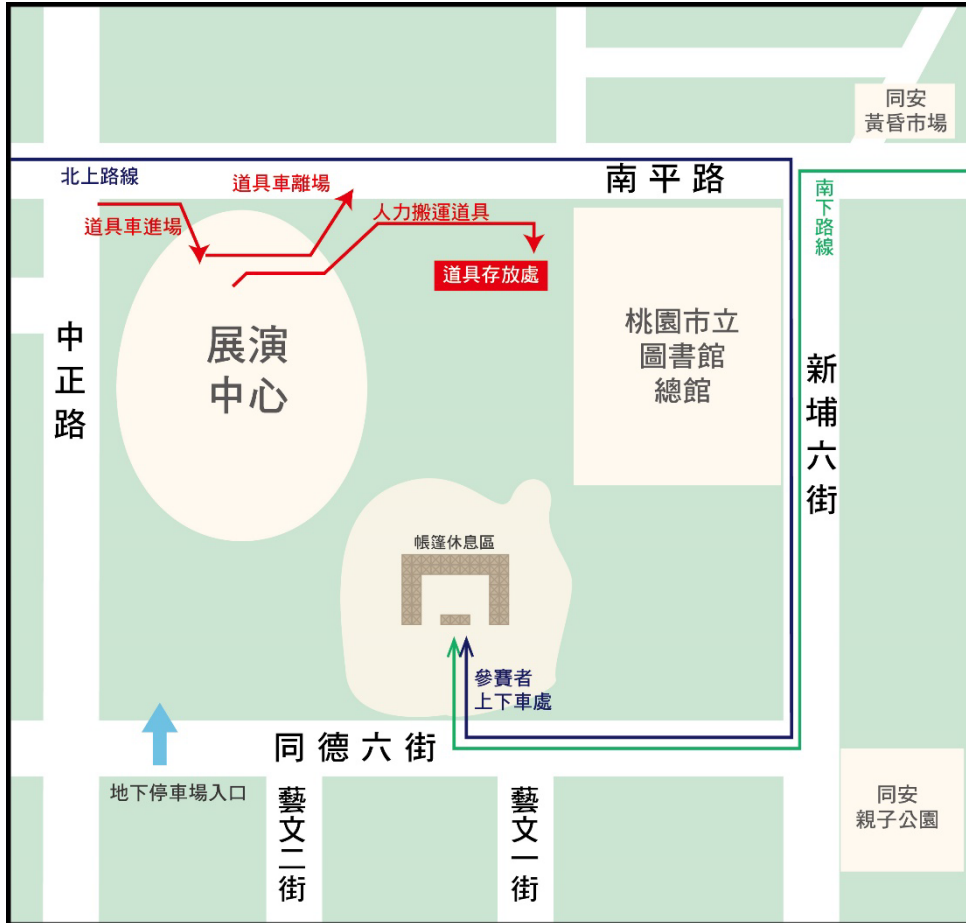 同安
黃昏市場
北上路線
道具車離場
南平路
道具車進場
人力搬運道具
南下路線
道具存放處
展演
中心
桃園市立
圖書館
總館
中正路
新埔六街
帳篷休息區
參賽者
上下車處
同德六街
地下停車場入口
藝文二街
藝文一街
同安
親子公園